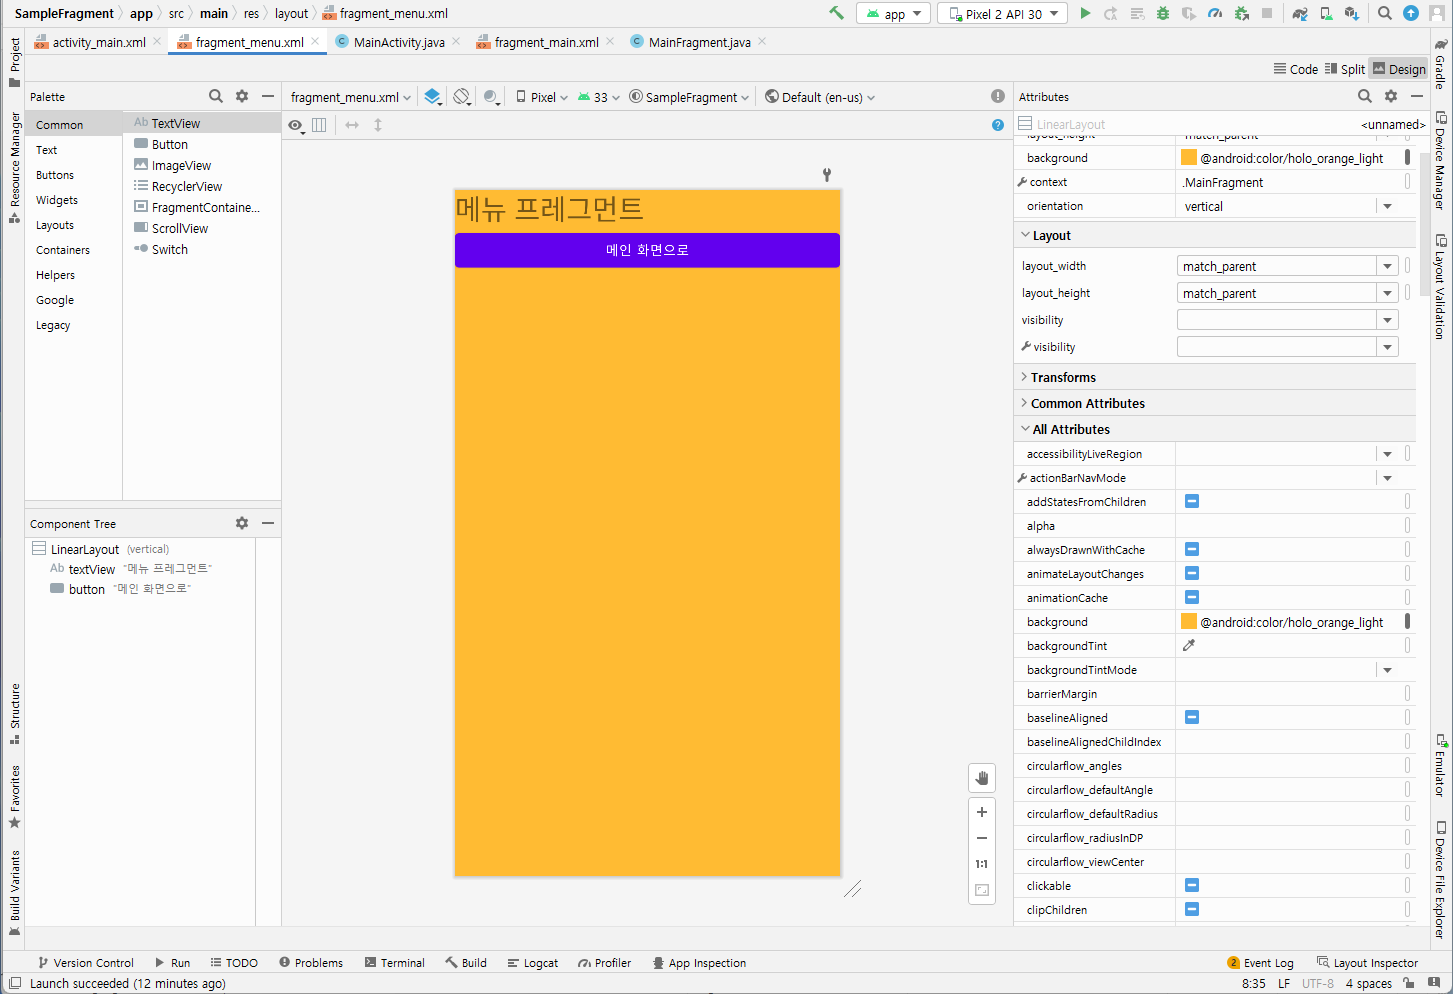 SampleFragment app src main res layout fragment_menu.xml
app Pixel 2 API 30
activity_main.xml fragment_menu.xml MainActivity.java fragment_main.xml MainFragment.java
Code Split Design
Palette
Common
Text
Buttons
Widgets
Layouts
Containers
Helpers
Google
Legacy
Ab TextView
Button
ImageView
RecyclerView
FragmentContaine...
ScrollView
Switch
fragment_menu.xml Pixel 33 SampleFragment Default (en-us)
메뉴 프레그먼트
메인 화면으로
1:1
Component Tree
LinearLayout (vertical)
Ab textView "메뉴 프레그먼트"
button "메인 화면으로"
Attributes
LinearLayout <unnamed>
layout_height match_parent
background @android:color/holo_orange_light
context .MainFragment
orientation vertical
Layout
layout_width match_parent
layout_height match_parent
visibility
visibility
Transforms
Common Attributes
All Attributes
accessibilityLiveRegion
actionBarNavMode
addStatesFromChildren
alpha
alwaysDrawnWithCache
animateLayoutChanges
animationCache
background @android:color/holo_orange_light
backgroundTint
backgroundTintMode
barrierMargin
baselineAligned
baselineAlignedChildIndex
circularflow_angles
circularflow_defaultAngle
circularflow_defaultRadius
circularflow_radiusInDP
circularflow_viewCenter
clickable
clipChildren
Project
Resource Manager
Structure
Favorites
Build Variants
Gradle
Device Manager
Layout Validation
Emulator
Device File Explorer
Version Control Run TODO Problems Terminal Build Logcat Profiler App Inspection
2 Event Log Layout Inspector
Launch succeeded (12 minutes ago)
8:35 LF UTF-8 4 spaces